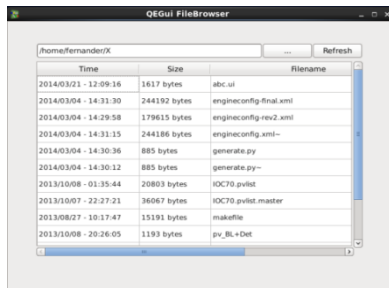 QEGui FileBrowser
/home/fernander/X ... Refresh
Time Size Filename
2014/03/21 - 12:09:16 1617 bytes abc.ui
2014/03/04 - 14:31:30 244192 bytes engineconfig-final.xml
2014/03/04 - 14:29:58 179615 bytes engineconfig-rev2.xml
2014/03/04 - 14:31:15 244186 bytes engineconfig.xml~
2014/03/04 - 14:30:36 885 bytes generate.py
2014/03/04 - 14:30:12 885 bytes generate.py~
2013/10/08 - 01:35:44 20803 bytes IOC70.pvlist
2013/10/07 - 22:27:21 36067 bytes IOC70.pvlist.master
2013/08/27 - 10:17:47 15191 bytes makefile
2013/10/08 - 20:26:05 1193 bytes pv_BL+Det